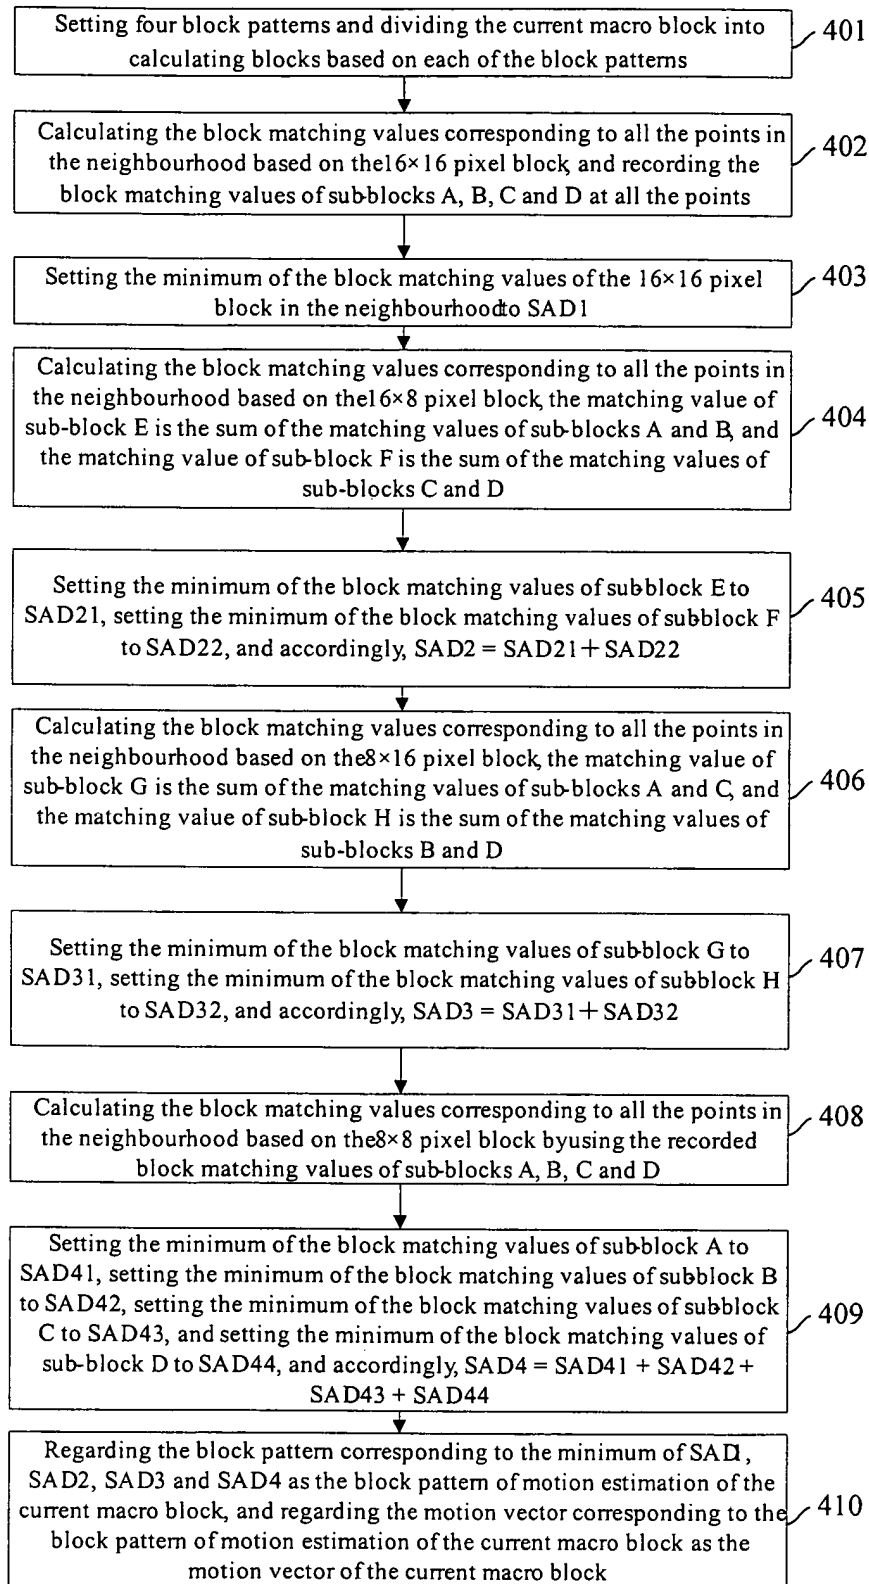 Setting four block patterns and dividing the current macro block into
calculating blocks based on each of the block patterns
401
Calculating the block matching values corresponding to all the points in
the neighbourhood based on the16×16 pixel block, and recording the
block matching values of sub-blocks A, B, C and D at all the points
402
Setting the minimum of the block matching values of the 16×16 pixel
block in the neighbourhoodto SAD1
403
Calculating the block matching values corresponding to all the points in
the neighbourhood based on the16×8 pixel block, the matching value of
sub-block E is the sum of the matching values of sub-blocks A and B, and
the matching value of sub-block F is the sum of the matching values of
sub-blocks C and D
404
Setting the minimum of the block matching values of sub-block E to
SAD21, setting the minimum of the block matching values of subblock F
to SAD22, and accordingly, SAD2 = SAD21+SAD22
405
Calculating the block matching values corresponding to all the points in
the neighbourhood based on the8×16 pixel block, the matching value of
sub-block G is the sum of the matching values of sub-blocks A and C, and
the matching value of sub-block H is the sum of the matching values of
sub-blocks B and D
406
Setting the minimum of the block matching values of sub-block G to
SAD31, setting the minimum of the block matching values of subblock H
to SAD32, and accordingly, SAD3 = SAD31+SAD32
407
Calculating the block matching values corresponding to all the points in
the neighbourhood based on the8×8 pixel block byusing the recorded
block matching values of sub-blocks A, B, C and D
408
Setting the minimum of the block matching values of sub-block A to
SAD41, setting the minimum of the block matching values of subblock B
to SAD42, setting the minimum of the block matching values of subblock
C to SAD43, and setting the minimum of the block matching values of
sub-block D to SAD44, and accordingly, SAD4 = SAD41 + SAD42 +
SAD43 + SAD44
409
Regarding the block pattern corresponding to the minimum of SAD1,
SAD2, SAD3 and SAD4 as the block pattern of motion estimation of the
current macro block, and regarding the motion vector corresponding to the
block pattern of motion estimation of the current macro block as the
motion vector of the current macro block
410